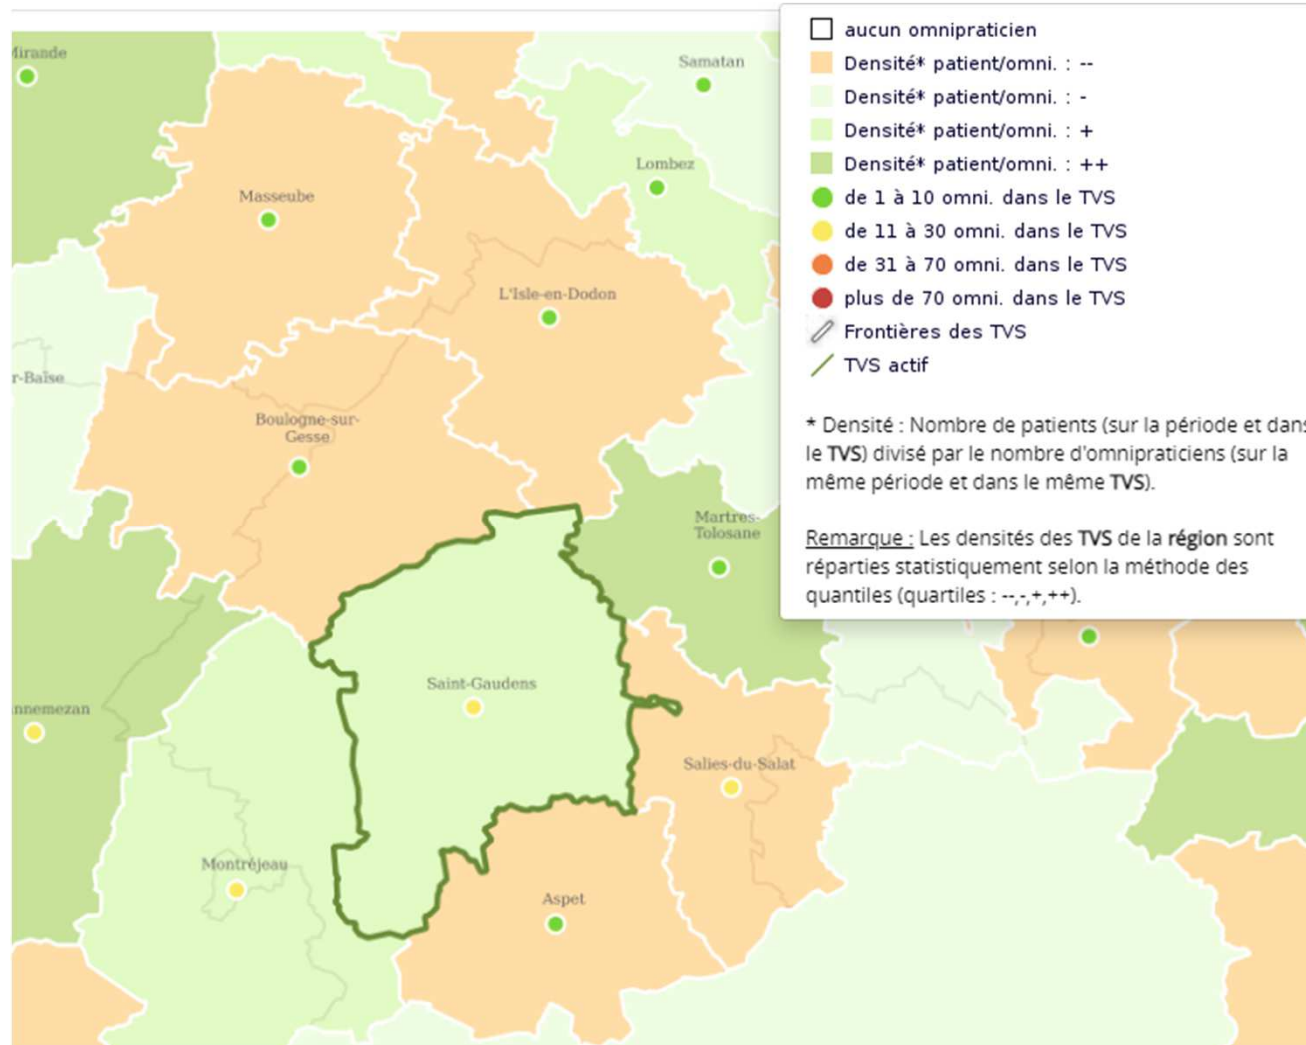 Mirande
Samatan
Lombez
Masseube
L'Isle-en-Dodon
r-Baïse
Boulogne-sur-
Gesse
Martres-
Tolosane
Saint-Gaudens
nnemezan
Salies-du-Salat
Montréjeau
Aspet
aucun omnipraticien
Densité* patient/omni. : --
Densité* patient/omni. : -
Densité* patient/omni. : +
Densité* patient/omni. : ++
de 1 à 10 omni. dans le TVS
de 11 à 30 omni. dans le TVS
de 31 à 70 omni. dans le TVS
plus de 70 omni. dans le TVS
Frontières des TVS
TVS actif
* Densité : Nombre de patients (sur la période et dans
le TVS) divisé par le nombre d'omnipraticiens (sur la
même période et dans le même TVS).
Remarque : Les densités des TVS de la région sont
réparties statistiquement selon la méthode des
quantiles (quartiles : --,-,+,++).